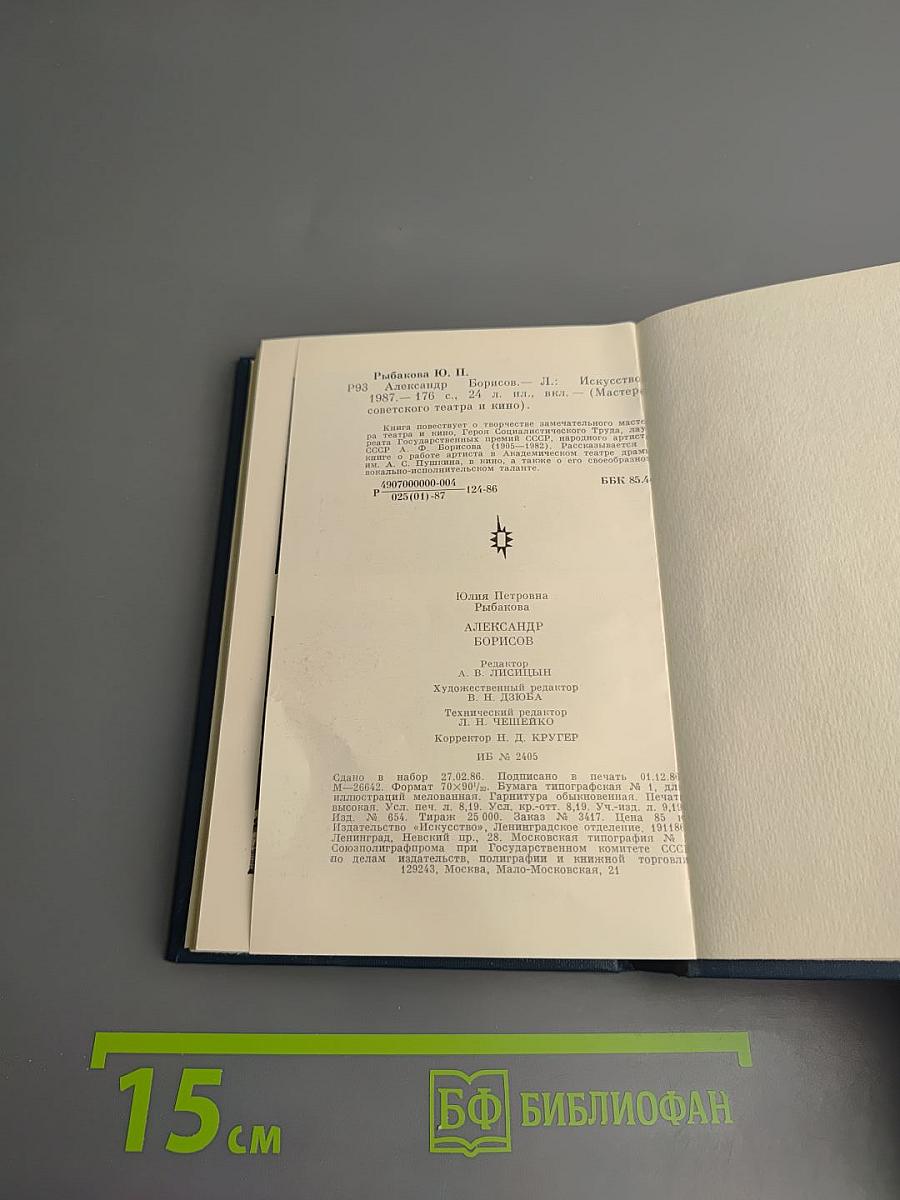 Рыбакова Ю. П.
Р93 Александр Борисов.— Л.: Искусство
1987.— 176 с., 24 л. ил., вкл.— (Мастер
советского театра и кино).
Книга повествует о творчестве замечательного масте
ра театра и кино, Героя Социалистического Труда, лау
реата Государственных премий СССР, народного артист
СССР А. Ф. Борисова (1905—1982). Рассказывается
книге о работе артиста в Академическом театре драм
им. А. С. Пушкина, в кино, а также о его своеобразно
вокально-исполнительском таланте.
Р 4907000000-004 124-86 ББК 85.4
025(01)-87
Юлия Петровна
Рыбакова
АЛЕКСАНДР
БОРИСОВ
Редактор
А. В. ЛИСИЦЫН
Художественный редактор
В. Н. ДЗЮБА
Технический редактор
Л. Н. ЧЕШЕЙКО
Корректор Н. Д. КРУГЕР
ИБ № 2405
Сдано в набор 27.02.86. Подписано в печать 01.12.86
М—26642. Формат 70×90¹/₃₂. Бумага типографская № 1, дл
иллюстраций мелованная. Гарнитура обыкновенная. Печат
высокая. Усл. печ. л. 8,19. Усл. кр.-отт. 8,19. Уч.-изд. л. 9,19
Изд. № 654. Тираж 25 000. Заказ № 3417. Цена 85 к
Издательство «Искусство», Ленинградское отделение. 191186
Ленинград, Невский пр., 28. Московская типография №
Союзполиграфпрома при Государственном комитете СССР
по делам издательств, полиграфии и книжной торговли
129243, Москва, Мало-Московская, 21
15 см
БФ БИБЛИОФАН